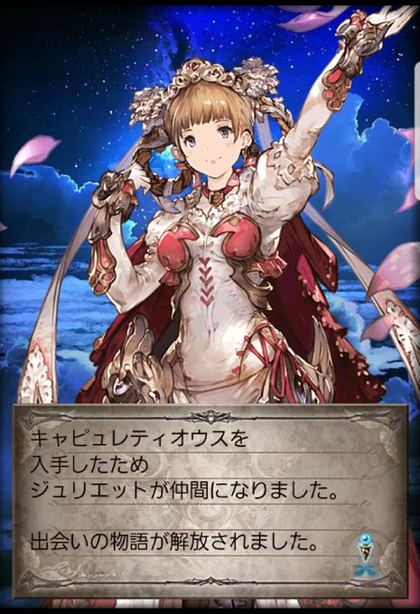 キャピュレティオウスを
入手したため
ジュリエットが仲間になりました。
出会いの物語が解放されました。